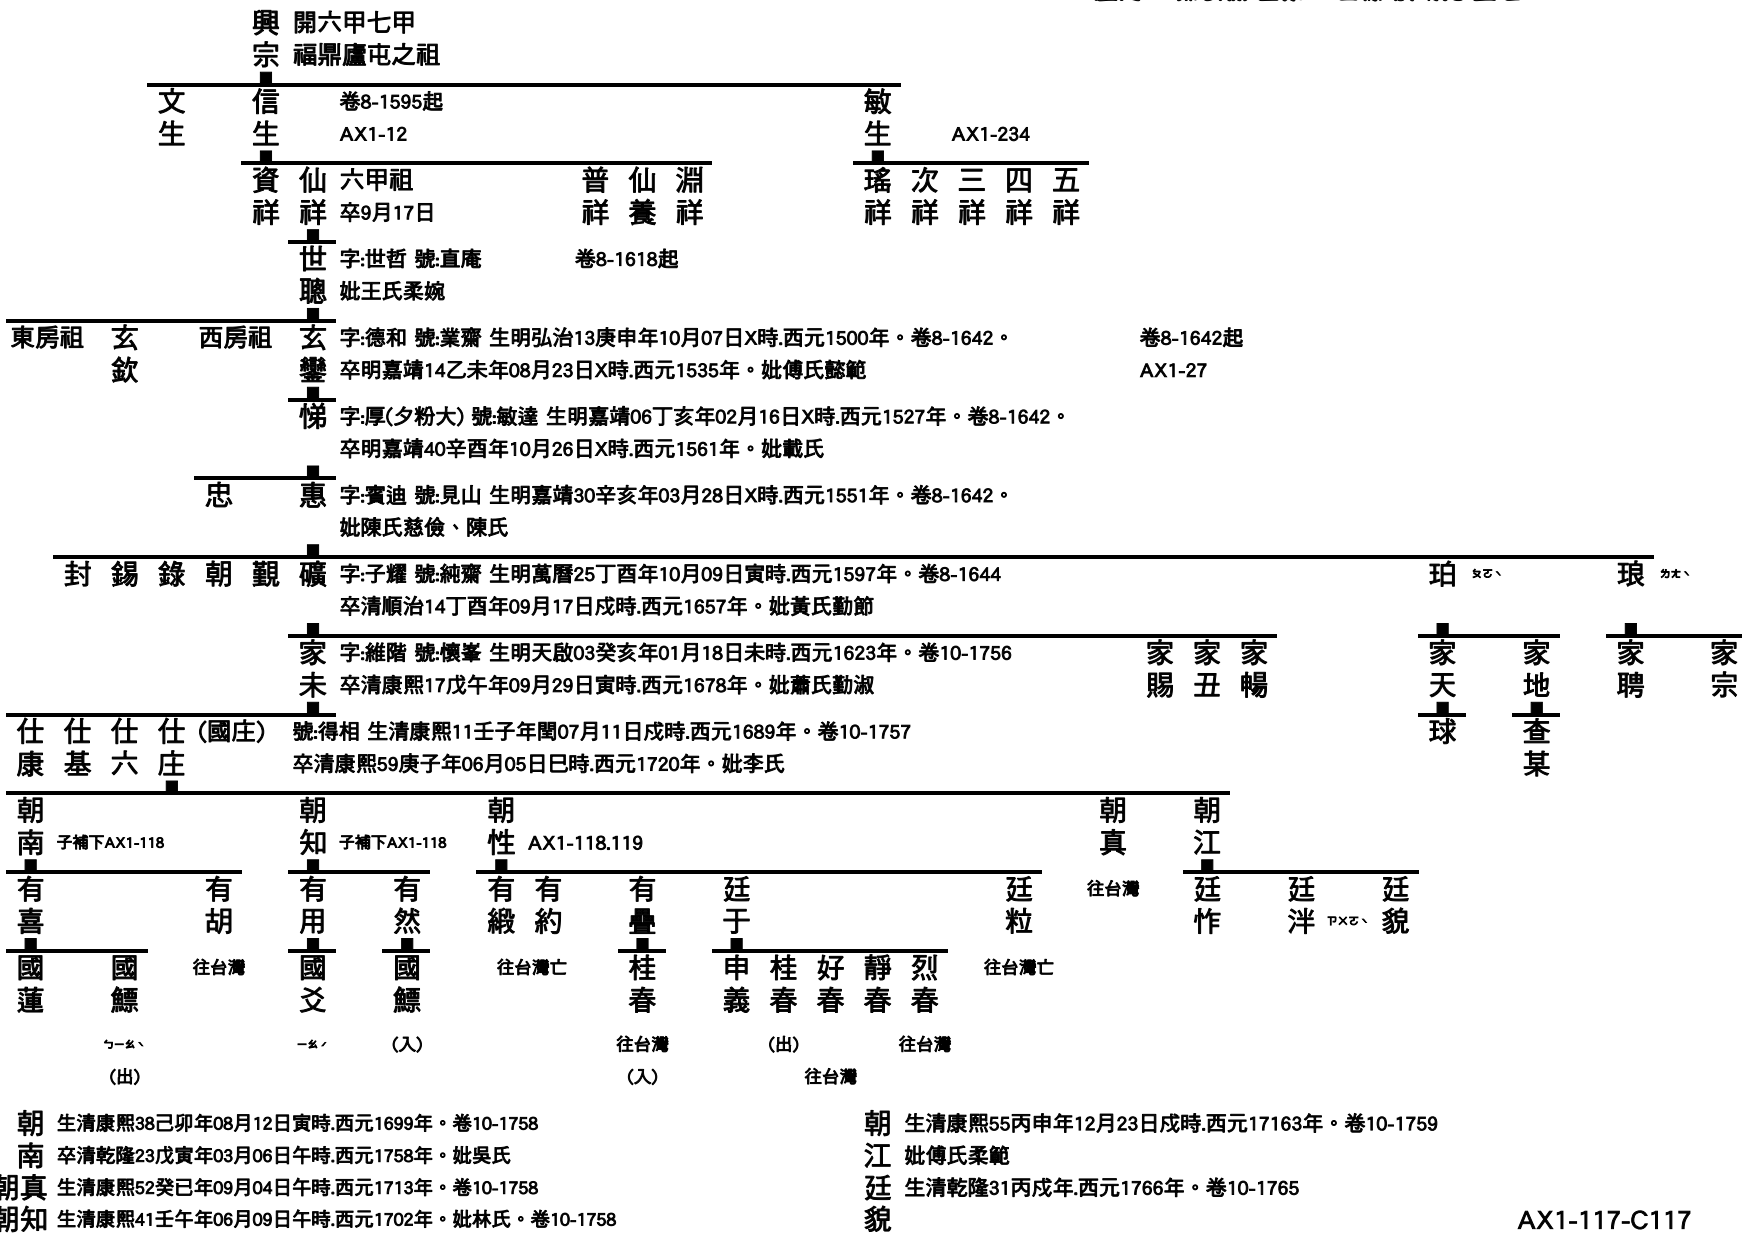 興宗 開六甲七甲
福鼎廬屯之祖
文生 信生 卷8-1595起 敏生
AX1-12 AX1-234
資祥 仙祥 六甲祖 普祥 仙養 淵祥 瑤祥 次祥 三祥 四祥 五祥
卒9月17日
世聰 字:世哲 號:直庵 卷8-1618起
妣王氏柔婉
東房祖 玄欽 西房祖 玄鑾 字:德和 號:業齋 生明弘治13庚申年10月07日X時.西元1500年。卷8-1642。 卷8-1642起
卒明嘉靖14乙未年08月23日X時.西元1535年。妣傅氏懿範 AX1-27
悌 字:厚(夕粉大) 號:敏達 生明嘉靖06丁亥年02月16日X時.西元1527年。卷8-1642。
卒明嘉靖40辛酉年10月26日X時.西元1561年。妣載氏
忠 惠 字:賓迪 號:見山 生明嘉靖30辛亥年03月28日X時.西元1551年。卷8-1642。
妣陳氏慈儉、陳氏
封 錫 錄 朝 覲 礦 字:子耀 號:純齋 生明萬曆25丁酉年10月09日寅時.西元1597年。卷8-1644 珀 ㄆㄛˋ 琅 ㄌㄤˋ
卒清順治14丁酉年09月17日戌時.西元1657年。妣黃氏勤節
家未 字:維階 號:懷峯 生明天啟03癸亥年01月18日未時.西元1623年。卷10-1756 家賜 家丑 家暢 家天 家地 家聘 家宗
卒清康熙17戊午年09月29日寅時.西元1678年。妣蕭氏勤淑
仕康 仕基 仕六 仕庄 (國庄) 號:得相 生清康熙11壬子年閏07月11日戌時.西元1689年。卷10-1757 球 查某
卒清康熙59庚子年06月05日巳時.西元1720年。妣李氏
朝南 子補下AX1-118 朝知 子補下AX1-118 朝性 AX1-118.119 朝真 朝江
有喜 有胡 有用 有然 有緞 有約 有疊 廷于 廷粒 往台灣 廷怍 廷泮 ㄗㄨㄛˋ 廷貌
國蓮 國鰾 往台灣 國爻 國鰾 往台灣亡 桂春 申義 桂春 好春 靜春 烈春 往台灣亡
ㄅㄧㄠˋ ㄧㄠˊ (入) 往台灣 (出) 往台灣
(出) (入) 往台灣
朝南 生清康熙38己卯年08月12日寅時.西元1699年。卷10-1758
卒清乾隆23戊寅年03月06日午時.西元1758年。妣吳氏
朝真 生清康熙52癸巳年09月04日午時.西元1713年。卷10-1758
朝知 生清康熙41壬午年06月09日午時.西元1702年。妣林氏。卷10-1758
朝江 生清康熙55丙申年12月23日戌時.西元17163年。卷10-1759
妣傅氏柔範
廷貌 生清乾隆31丙戌年.西元1766年。卷10-1765
AX1-117-C117